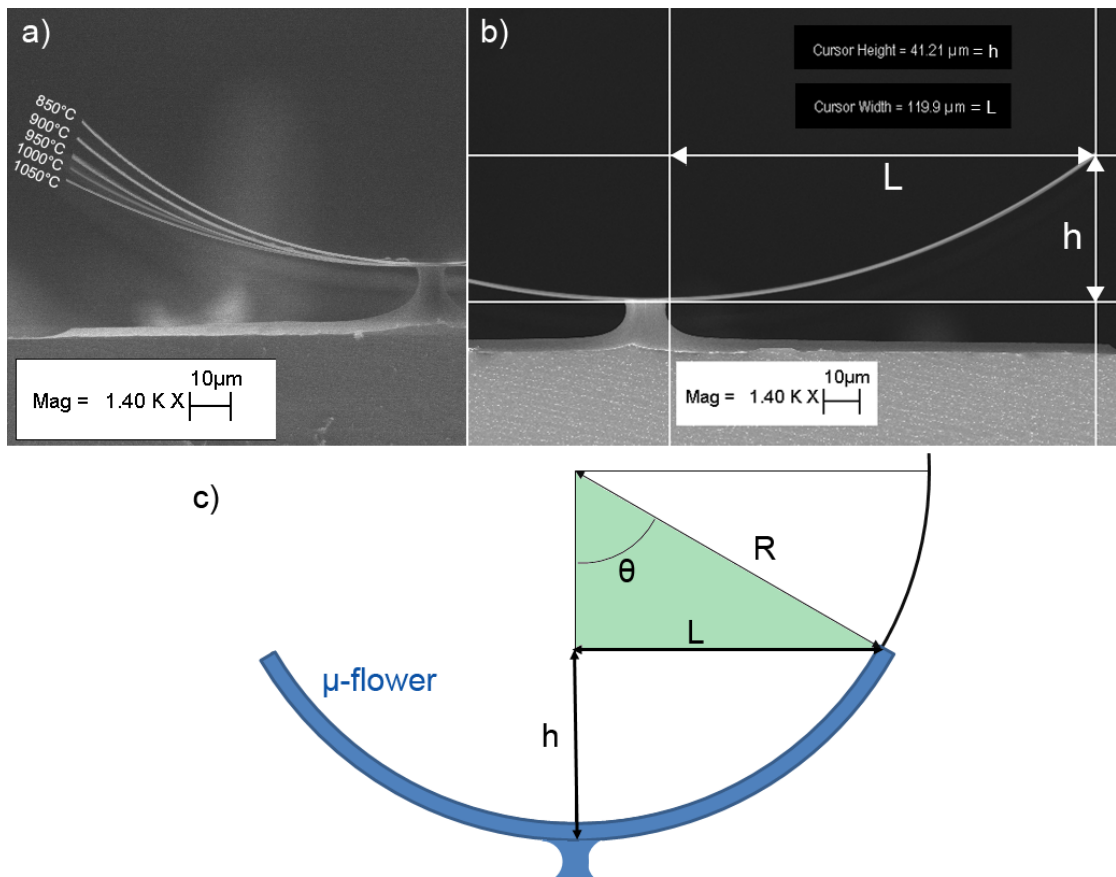 a)
850°C
900°C
950°C
1000°C
1050°C
10µm
Mag = 1.40 K X
b)
Cursor Height = 41.21 µm = h
Cursor Width = 119.9 µm = L
L
h
10µm
Mag = 1.40 K X
c)
θ
R
L
µ-flower
h